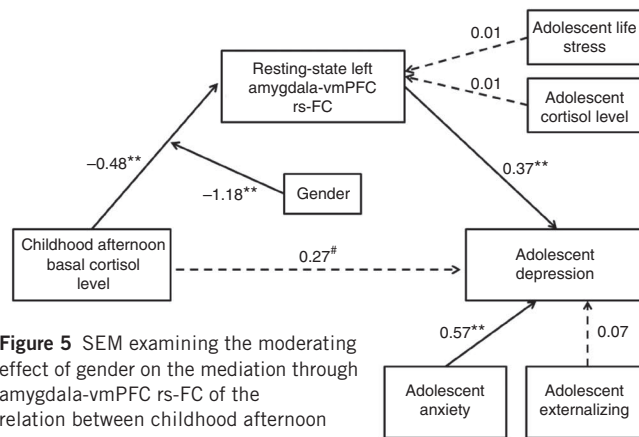 Adolescent life
stress
0.01
Resting-state left
amygdala-vmPFC
rs-FC
0.01
Adolescent
cortisol level
–0.48**
–1.18**
Gender
0.37**
Childhood afternoon
basal cortisol
level
0.27#
Adolescent
depression
0.57**
0.07
Adolescent
anxiety
Adolescent
externalizing
Figure 5 SEM examining the moderating
effect of gender on the mediation through
amygdala-vmPFC rs-FC of the
relation between childhood afternoon